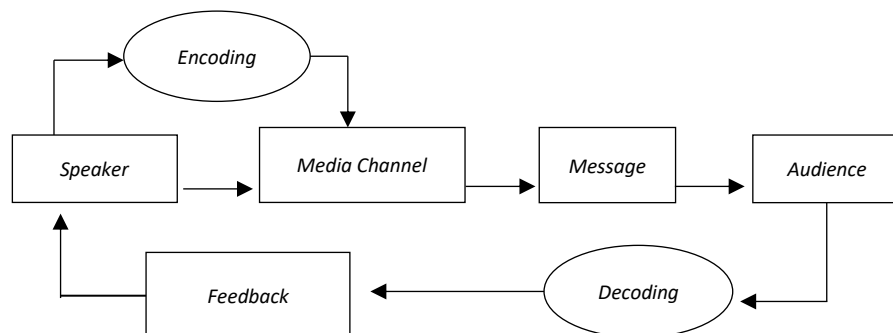 Encoding
Speaker
Media Channel
Message
Audience
Feedback
Decoding